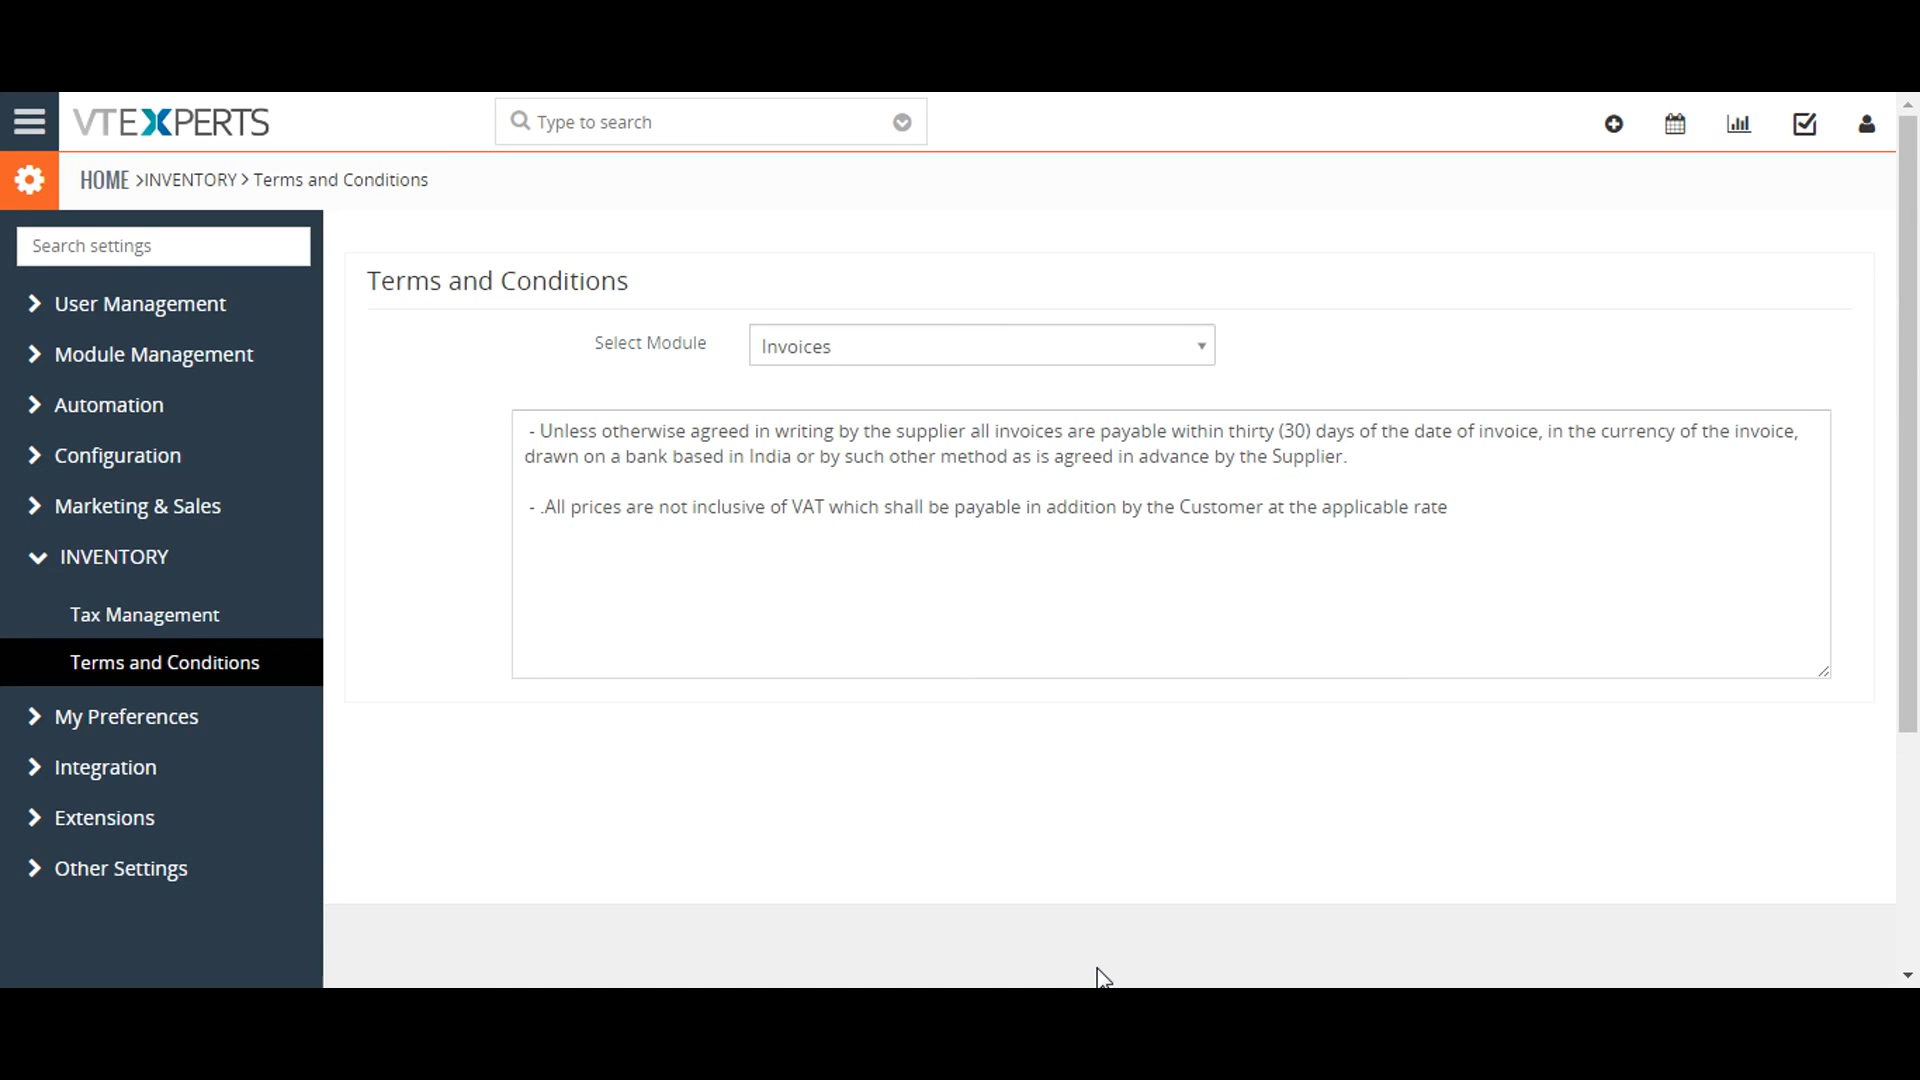 VTEXPERTS
Type to search
HOME >INVENTORY > Terms and Conditions
Search settings
User Management
Module Management
Automation
Configuration
Marketing & Sales
INVENTORY
Tax Management
Terms and Conditions
My Preferences
Integration
Extensions
Other Settings
Terms and Conditions
Select Module
Invoices
- Unless otherwise agreed in writing by the supplier all invoices are payable within thirty (30) days of the date of invoice, in the currency of the invoice,
drawn on a bank based in India or by such other method as is agreed in advance by the Supplier.
- .All prices are not inclusive of VAT which shall be payable in addition by the Customer at the applicable rate